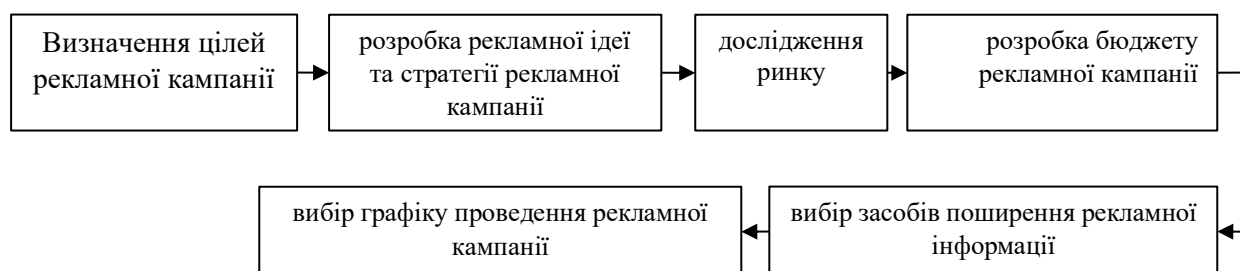 Визначення цілей
рекламної кампанії
розробка рекламної ідеї
та стратегії рекламної
кампанії
дослідження
ринку
розробка бюджету
рекламної кампанії
вибір засобів поширення рекламної
інформації
вибір графіку проведення рекламної
кампанії